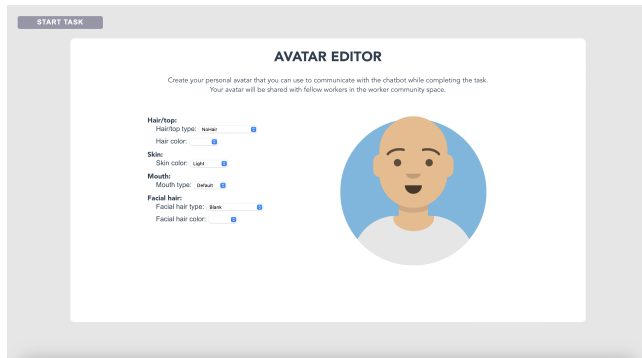 START TASK
AVATAR EDITOR
Create your personal avatar that you can use to communicate with the chatbot while completing the task.
Your avatar will be shared with fellow workers in the worker community space.
Hair/top:
Hair/top type: NoHair
Hair color:
Skin:
Skin color: Light
Mouth:
Mouth type: Default
Facial hair:
Facial hair type: Blank
Facial hair color: